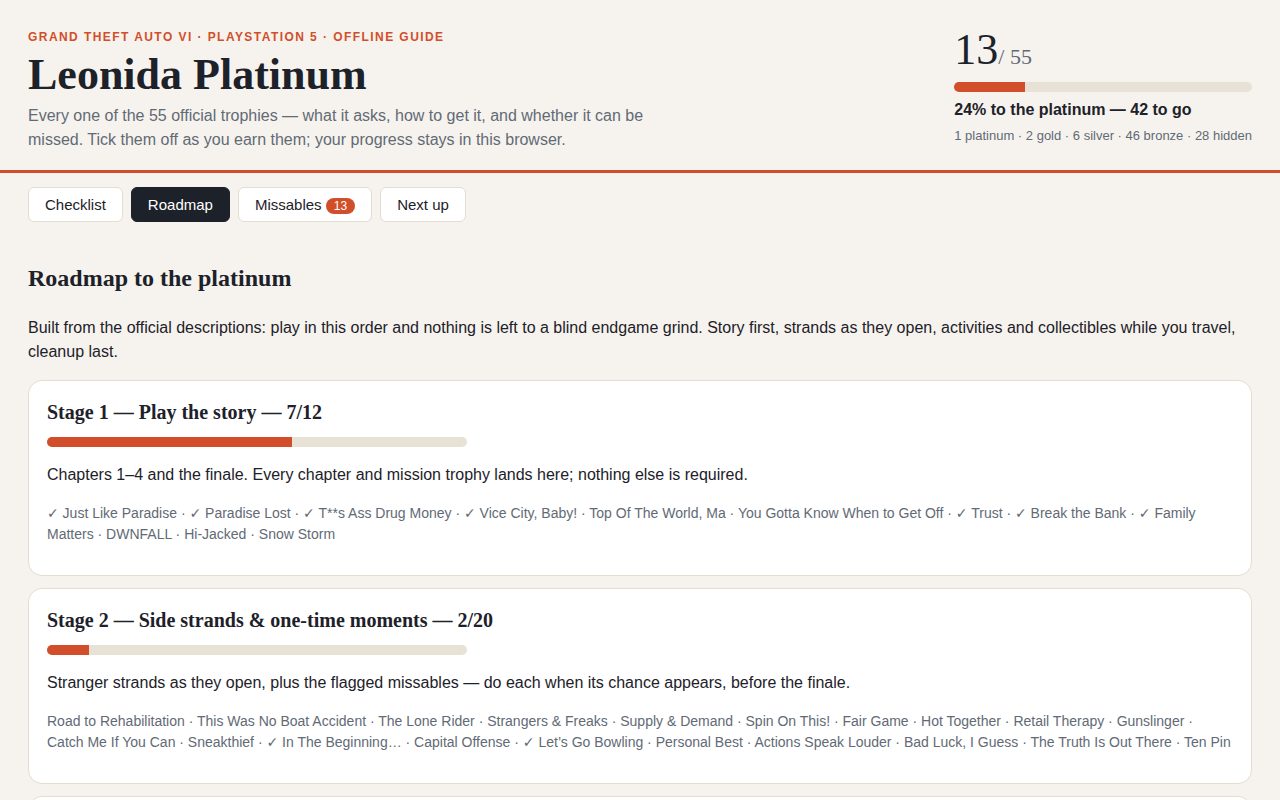 GRAND THEFT AUTO VI · PLAYSTATION 5 · OFFLINE GUIDE
Leonida Platinum
Every one of the 55 official trophies — what it asks, how to get it, and whether it can be
missed. Tick them off as you earn them; your progress stays in this browser.
13 / 55
24% to the platinum — 42 to go
1 platinum · 2 gold · 6 silver · 46 bronze · 28 hidden
Checklist
Roadmap
Missables 13
Next up
Roadmap to the platinum
Built from the official descriptions: play in this order and nothing is left to a blind endgame grind. Story first, strands as they open, activities and collectibles while you travel,
cleanup last.
Stage 1 — Play the story — 7/12
Chapters 1–4 and the finale. Every chapter and mission trophy lands here; nothing else is required.
✓ Just Like Paradise · ✓ Paradise Lost · ✓ T**s Ass Drug Money · ✓ Vice City, Baby! · Top Of The World, Ma · You Gotta Know When to Get Off · ✓ Trust · ✓ Break the Bank · ✓ Family
Matters · DWNFALL · Hi-Jacked · Snow Storm
Stage 2 — Side strands & one-time moments — 2/20
Stranger strands as they open, plus the flagged missables — do each when its chance appears, before the finale.
Road to Rehabilitation · This Was No Boat Accident · The Lone Rider · Strangers & Freaks · Supply & Demand · Spin On This! · Fair Game · Hot Together · Retail Therapy · Gunslinger ·
Catch Me If You Can · Sneakthief · ✓ In The Beginning… · Capital Offense · ✓ Let’s Go Bowling · Personal Best · Actions Speak Louder · Bad Luck, I Guess · The Truth Is Out There · Ten Pin